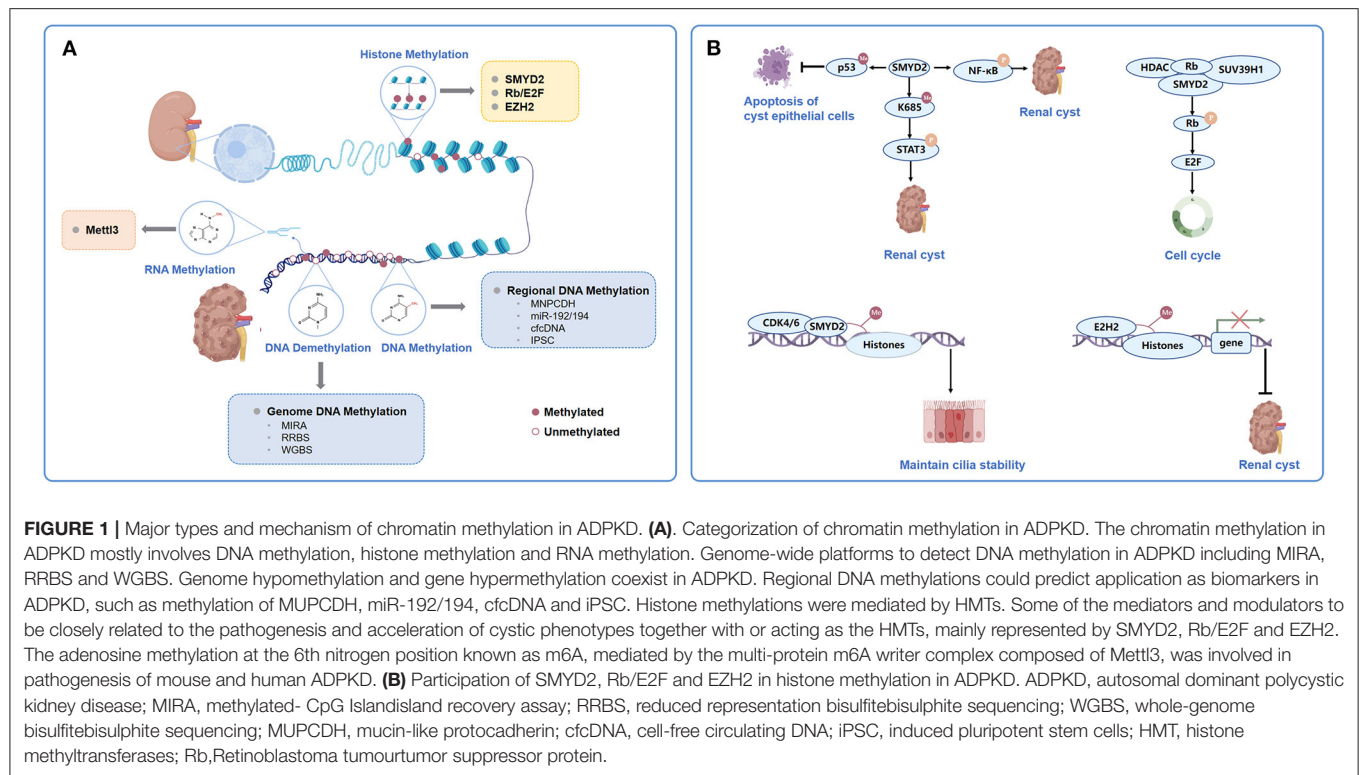 A
Histone Methylation
SMYD2
Rb/E2F
EZH2
Mettl3
RNA Methylation
DNA Demethylation
DNA Methylation
Regional DNA Methylation
MNPCDH
miR-192/194
cfcDNA
IPSC
Genome DNA Methylation
MIRA
RRBS
WGBS
Methylated
Unmethylated
B
Apoptosis of
cyst epithelial cells
p53
Me
SMYD2
NF-κB
P
Renal cyst
K685
Me
STAT3
P
Renal cyst
HDAC
Rb
SUV39H1
SMYD2
Rb
P
E2F
Cell cycle
CDK4/6
SMYD2
Me
Histones
Maintain cilia stability
E2H2
Me
Histones
gene
Renal cyst
FIGURE 1 | Major types and mechanism of chromatin methylation in ADPKD. (A). Categorization of chromatin methylation in ADPKD. The chromatin methylation in
ADPKD mostly involves DNA methylation, histone methylation and RNA methylation. Genome-wide platforms to detect DNA methylation in ADPKD including MIRA,
RRBS and WGBS. Genome hypomethylation and gene hypermethylation coexist in ADPKD. Regional DNA methylations could predict application as biomarkers in
ADPKD, such as methylation of MUPCDH, miR-192/194, cfcDNA and iPSC. Histone methylations were mediated by HMTs. Some of the mediators and modulators to
be closely related to the pathogenesis and acceleration of cystic phenotypes together with or acting as the HMTs, mainly represented by SMYD2, Rb/E2F and EZH2.
The adenosine methylation at the 6th nitrogen position known as m6A, mediated by the multi-protein m6A writer complex composed of Mettl3, was involved in
pathogenesis of mouse and human ADPKD. (B) Participation of SMYD2, Rb/E2F and EZH2 in histone methylation in ADPKD. ADPKD, autosomal dominant polycystic
kidney disease; MIRA, methylated- CpG Islandisland recovery assay; RRBS, reduced representation bisulfitebisulphite sequencing; WGBS, whole-genome
bisulfitebisulphite sequencing; MUPCDH, mucin-like protocadherin; cfcDNA, cell-free circulating DNA; iPSC, induced pluripotent stem cells; HMT, histone
methyltransferases; Rb,Retinoblastoma tumourtumor suppressor protein.